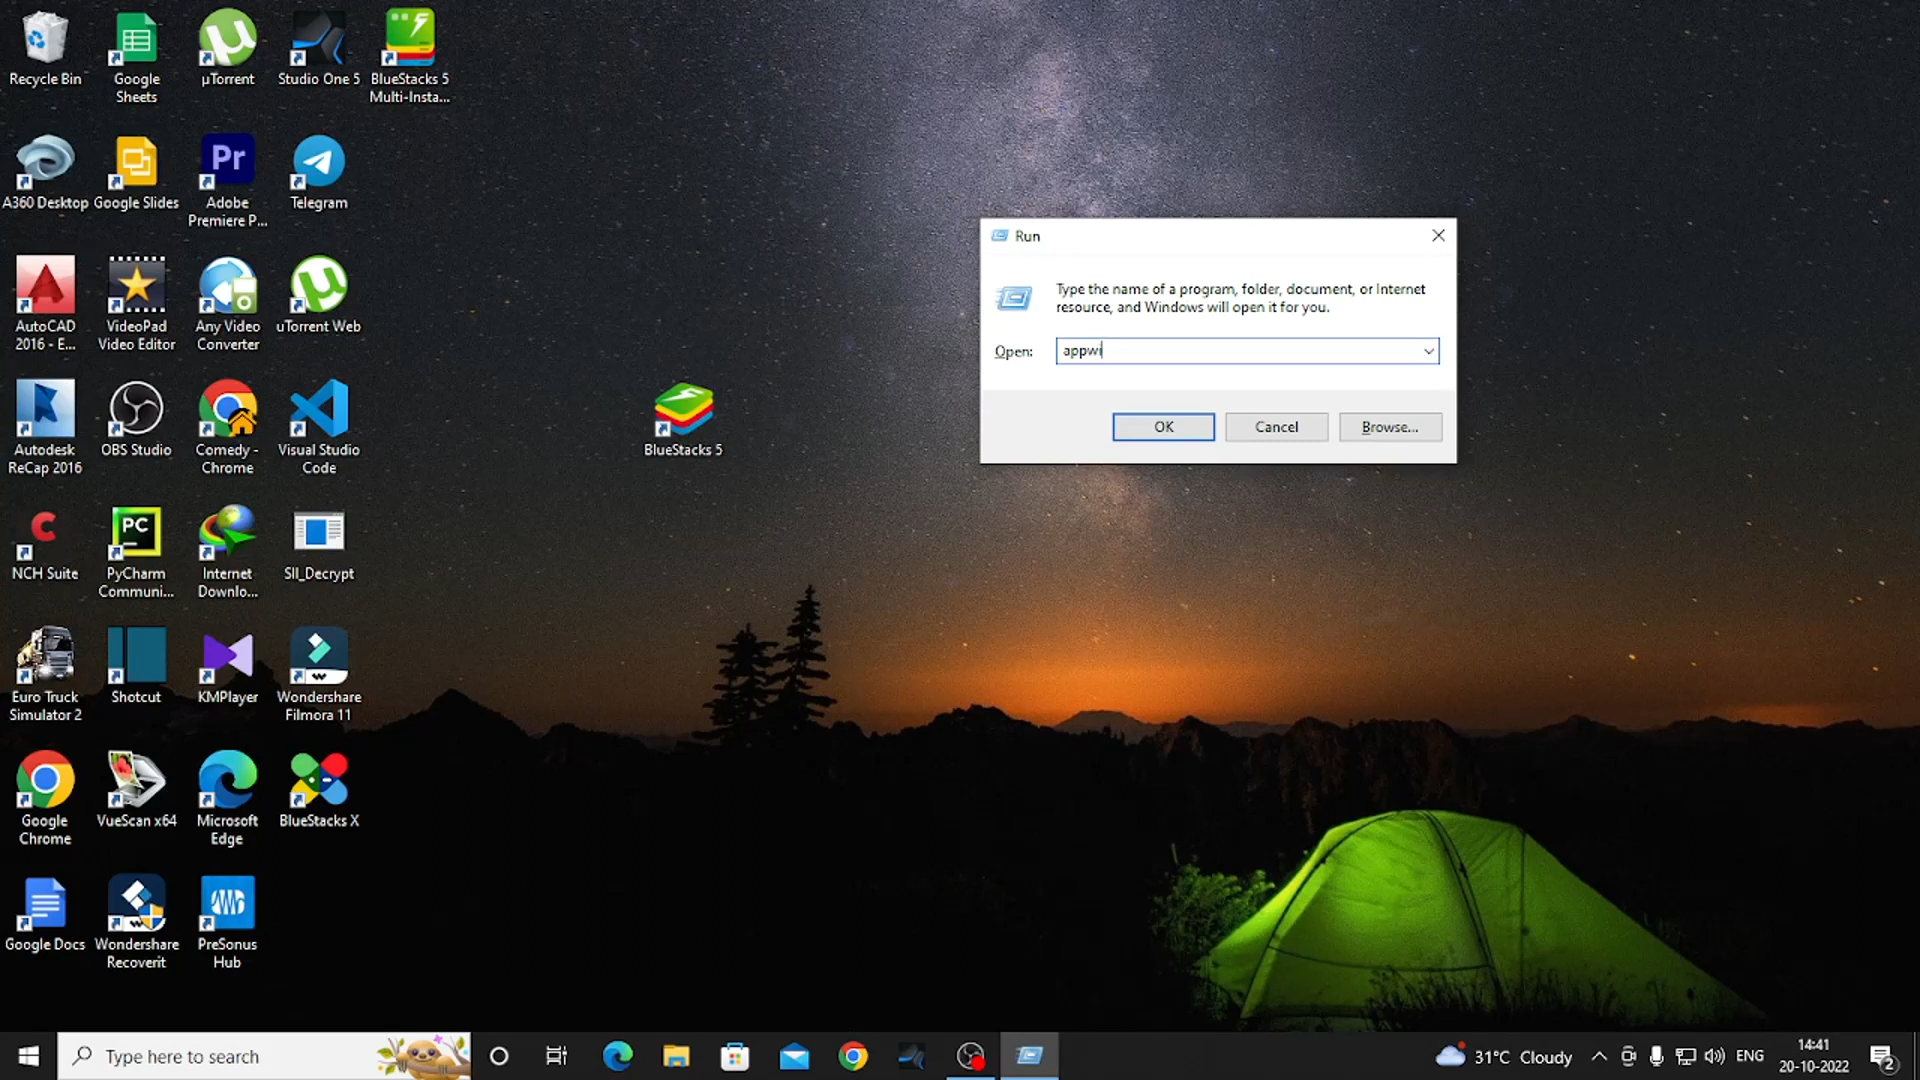 Recycle Bin
Google
Sheets
µTorrent
Studio One 5
BlueStacks 5
Multi-Insta...
A360 Desktop
Google Slides
Pr
Adobe
Premiere P...
Telegram
AutoCAD
2016 - E...
VideoPad
Video Editor
Any Video
Converter
uTorrent Web
Autodesk
ReCap 2016
OBS Studio
Comedy -
Chrome
Visual Studio
Code
BlueStacks 5
NCH Suite
PC
PyCharm
Communi...
Internet
Downlo...
SII_Decrypt
Euro Truck
Simulator 2
Shotcut
KMPlayer
Wondershare
Filmora 11
Google
Chrome
VueScan x64
Microsoft
Edge
BlueStacks X
Google Docs
Wondershare
Recoverit
PreSonus
Hub
Run
Type the name of a program, folder, document, or Internet
resource, and Windows will open it for you.
Open:
appwi
OK
Cancel
Browse...
Type here to search
31°C Cloudy
ENG
14:41
20-10-2022
2